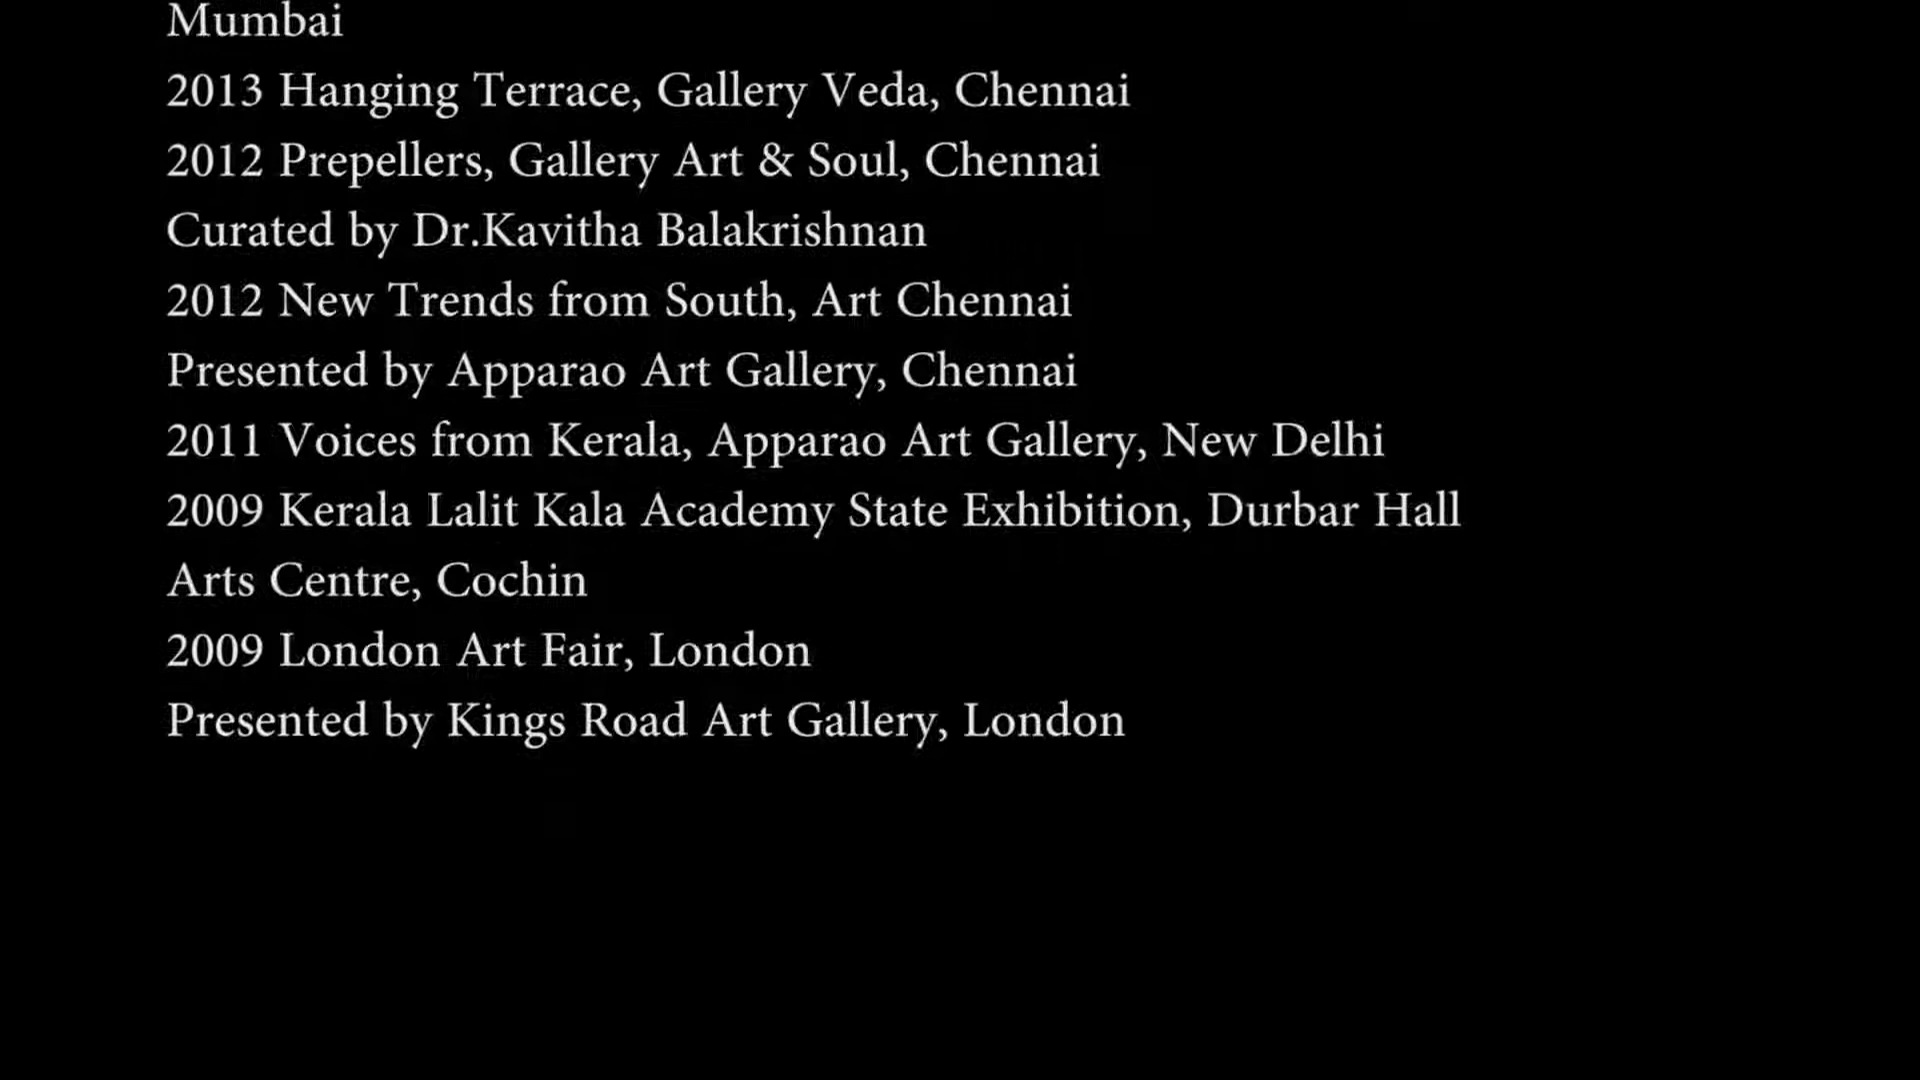 Mumbai
2013 Hanging Terrace, Gallery Veda, Chennai
2012 Prepellers, Gallery Art & Soul, Chennai
Curated by Dr.Kavitha Balakrishnan
2012 New Trends from South, Art Chennai
Presented by Apparao Art Gallery, Chennai
2011 Voices from Kerala, Apparao Art Gallery, New Delhi
2009 Kerala Lalit Kala Academy State Exhibition, Durbar Hall
Arts Centre, Cochin
2009 London Art Fair, London
Presented by Kings Road Art Gallery, London